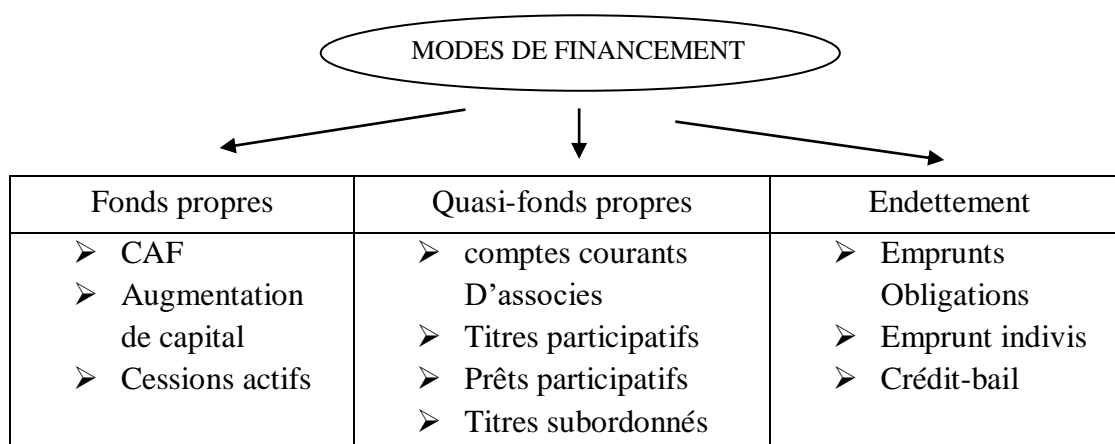 MODES DE FINANCEMENT
Fonds propres
Quasi-fonds propres
Endettement
➢ CAF
➢ Augmentation
de capital
➢ Cessions actifs
➢ comptes courants
D’associes
➢ Titres participatifs
➢ Prêts participatifs
➢ Titres subordonnés
➢ Emprunts
Obligations
➢ Emprunt indivis
➢ Crédit-bail